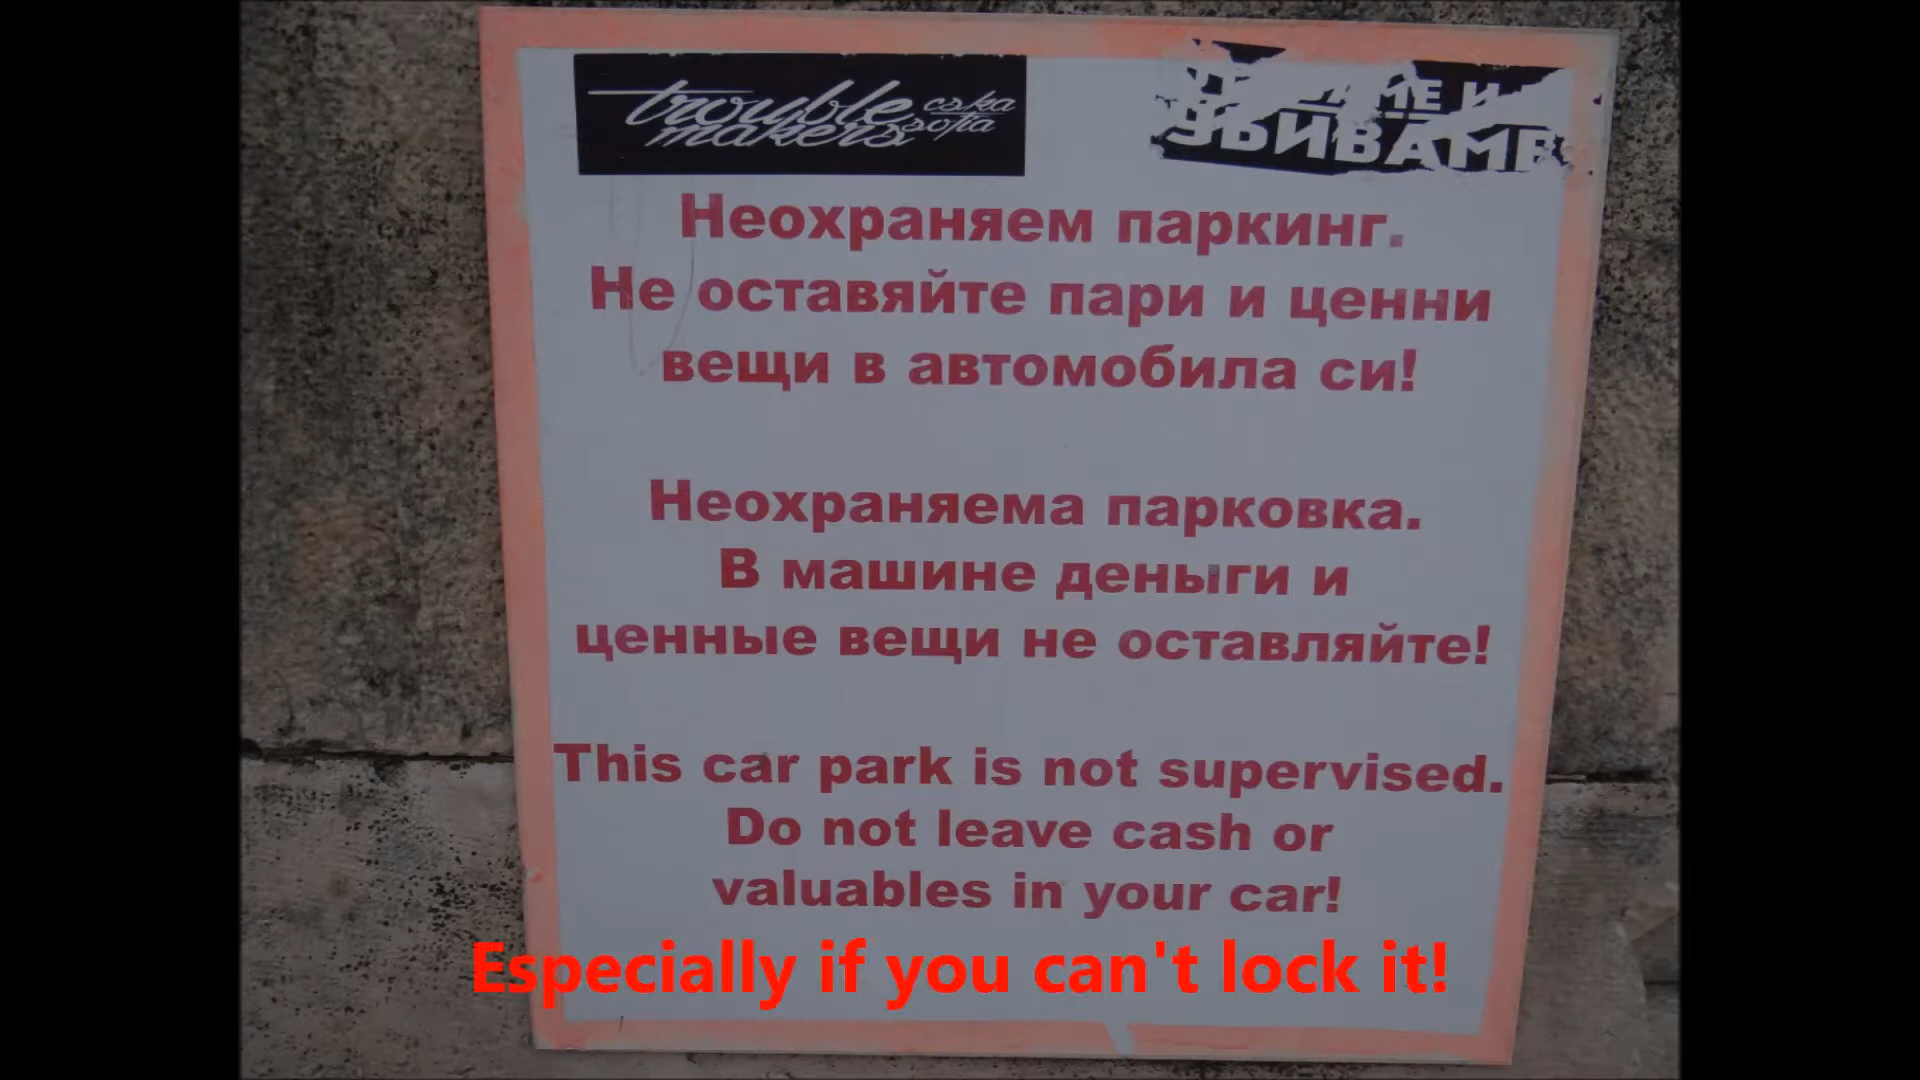 trouble
makers
cska
sofia
УБИВАМЕ
Неохраняем паркинг.
Не оставяйте пари и ценни
вещи в автомобила си!
Неохраняема парковка.
В машине деныги и
ценные вещи не оставляйте!
This car park is not supervised.
Do not leave cash or
valuables in your car!
Especially if you can't lock it!